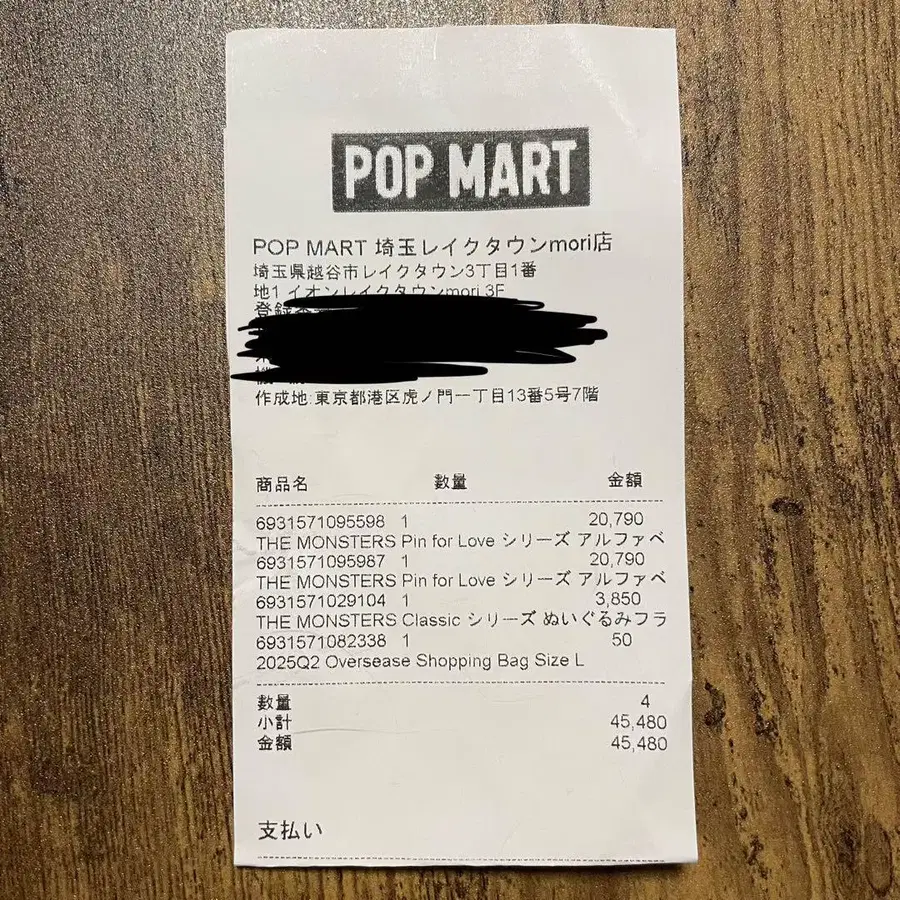 POP MART
POP MART 埼玉レイクタウンmori店
埼玉県越谷市レイクタウン3丁目1番
地1 イオンレイクタウンmori 3F
登録
作成地:東京都港区虎ノ門一丁目13番5号7階
商品名 数量 金額
6931571095598 1 20,790
THE MONSTERS Pin for Love シリーズ アルファベ
6931571095987 1 20,790
THE MONSTERS Pin for Love シリーズ アルファベ
6931571029104 1 3,850
THE MONSTERS Classic シリーズ ぬいぐるみフラ
6931571082338 1 50
2025Q2 Oversease Shopping Bag Size L
数量 4
小計 45,480
金額 45,480
支払い